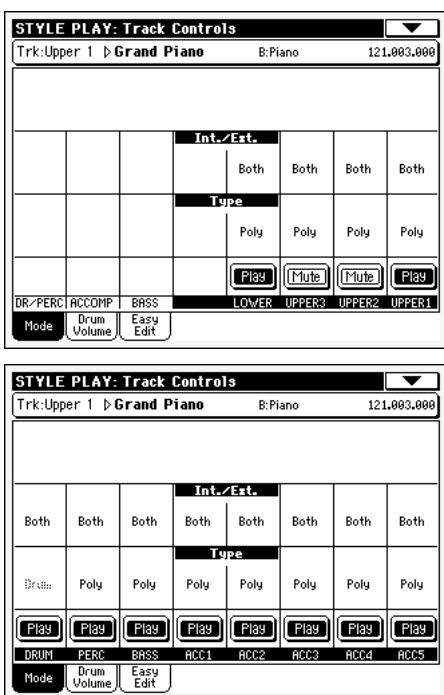 STYLE PLAY: Track Controls
Trk:Upper 1 ▷Grand Piano B:Piano 121.003.000
Int./Ext.
Both Both Both Both
Type
Poly Poly Poly Poly
Play Mute Mute Play
DR/PERC ACCOMP BASS LOWER UPPER3 UPPER2 UPPER1
Mode Drum Volume Easy Edit
STYLE PLAY: Track Controls
Trk:Upper 1 ▷Grand Piano B:Piano 121.003.000
Int./Ext.
Both Both Both Both Both Both Both Both
Type
Drum Poly Poly Poly Poly Poly Poly Poly
Play Play Play Play Play Play Play Play
DRUM PERC BASS ACC1 ACC2 ACC3 ACC4 ACC5
Mode Drum Volume Easy Edit